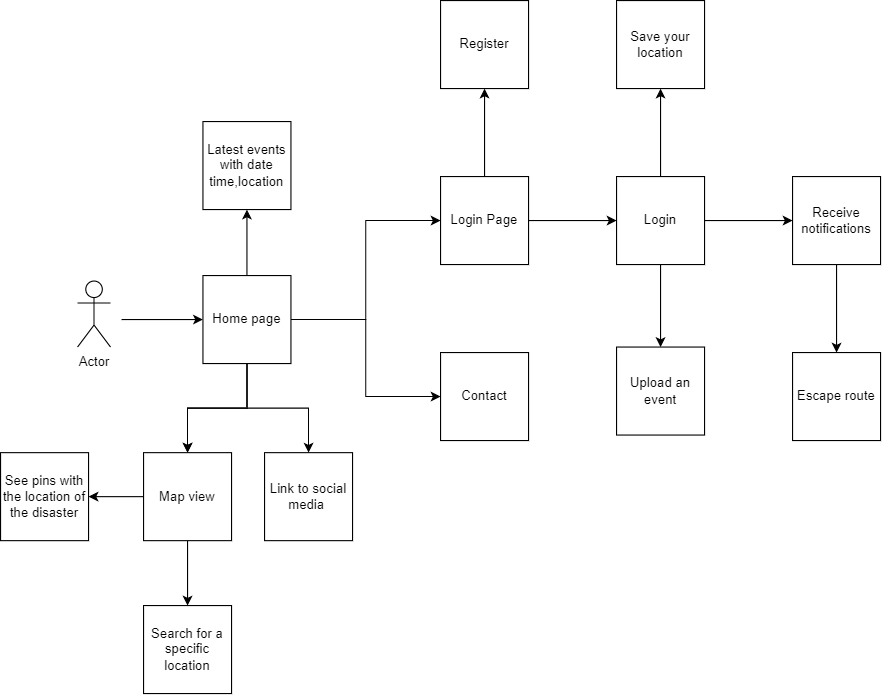 Register
Save your
location
Latest events
with date
time,location
Login Page
Login
Receive
notifications
Home page
Actor
Contact
Upload an
event
Escape route
See pins with
the location of
the disaster
Map view
Link to social
media
Search for a
specific
location